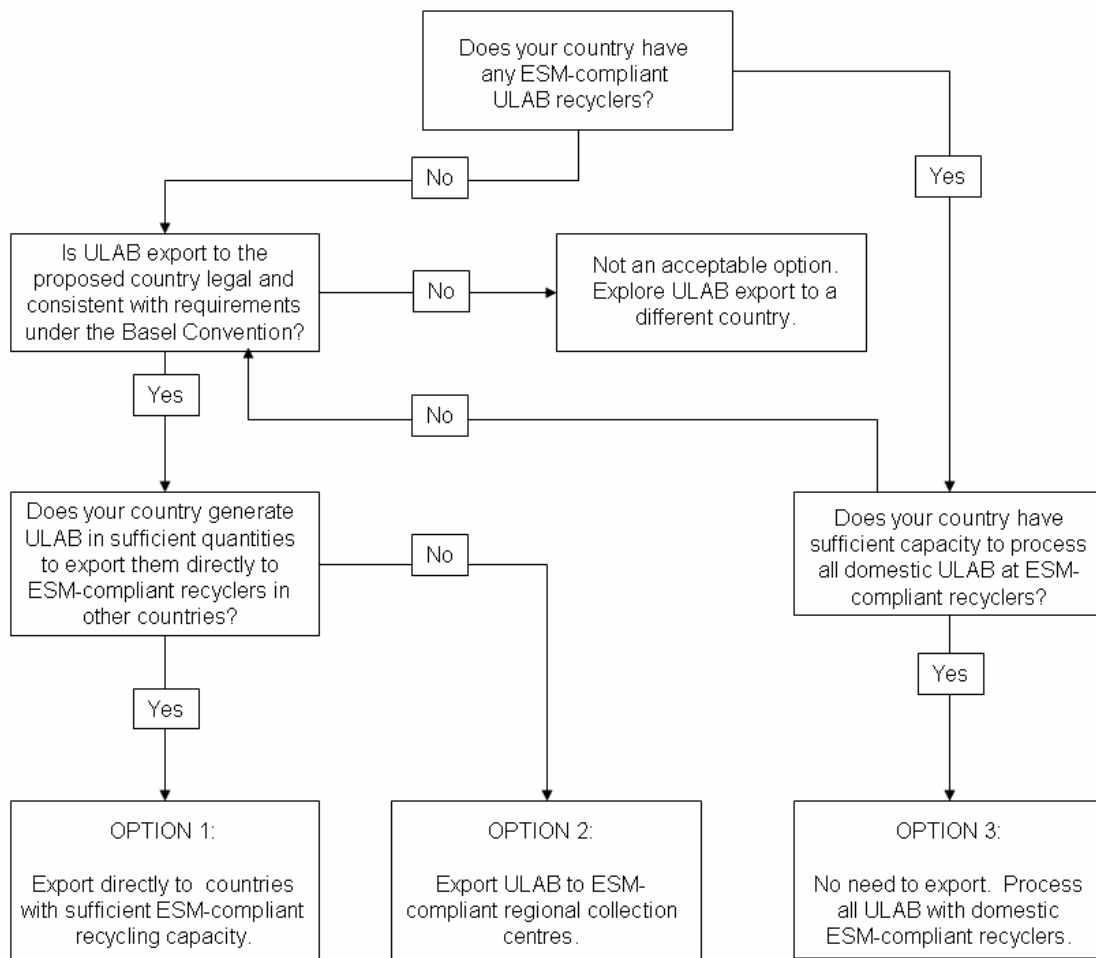 Does your country have
any ESM-compliant
ULAB recyclers?
No
Yes
Is ULAB export to the
proposed country legal and
consistent with requirements
under the Basel Convention?
No
Not an acceptable option.
Explore ULAB export to a
different country.
Yes
No
Does your country generate
ULAB in sufficient quantities
to export them directly to
ESM-compliant recyclers in
other countries?
No
Does your country have
sufficient capacity to process
all domestic ULAB at ESM-
compliant recyclers?
Yes
Yes
OPTION 1:
Export directly to countries
with sufficient ESM-compliant
recycling capacity.
OPTION 2:
Export ULAB to ESM-
compliant regional collection
centres.
OPTION 3:
No need to export. Process
all ULAB with domestic
ESM-compliant recyclers.